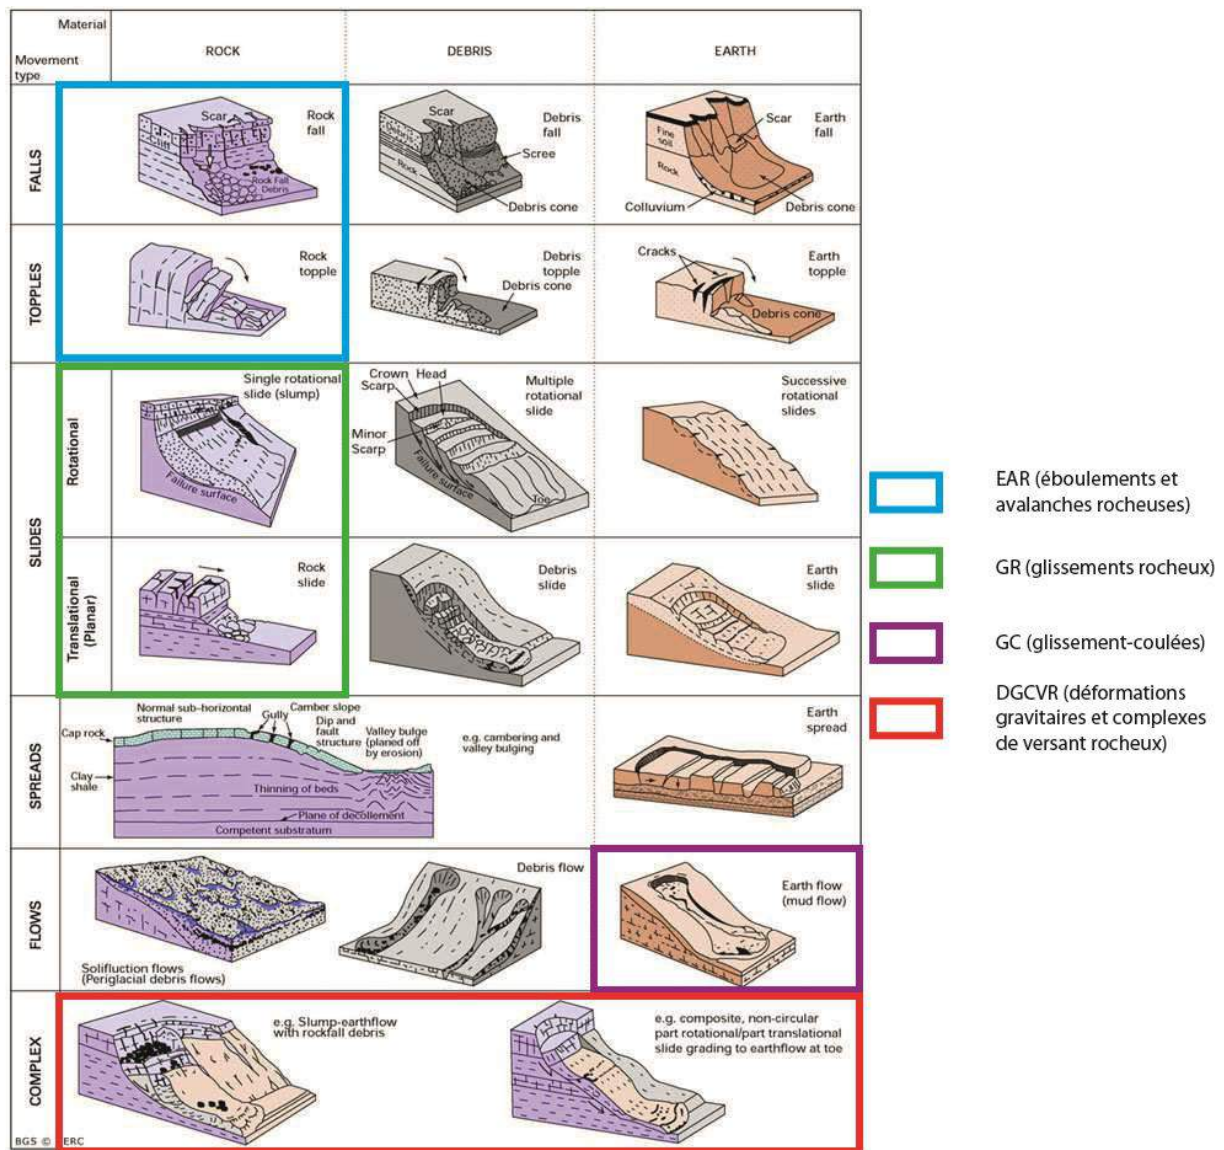 Material
Movement
type
ROCK
DEBRIS
EARTH
FALLS
Scar
Cliff
Rock Fall
Debris
Rock
fall
Scar
Debris
Rock
Debris
fall
Scree
Debris cone
Fine
soil
Rock
Colluvium
Scar
Earth
fall
Debris cone
TOPPLES
Rock
topple
Debris
topple
Debris cone
Cracks
Earth
topple
Debris cone
SLIDES
Rotational
Single rotational
slide (slump)
Failure surface
Crown
Head
Scarp
Minor
Scarp
Failure surface
Toe
Multiple
rotational
slide
Successive
rotational
slides
Translational
(Planar)
Rock
slide
Debris
slide
Earth
slide
SPREADS
Normal sub-horizontal
structure
Camber slope
Gully
Dip and
fault
structure
Valley bulge
(planed off
by erosion)
Cap rock
Clay
shale
Thinning of beds
Plane of decollement
Competent substratum
e.g. cambering and
valley bulging
Earth
spread
FLOWS
Solifluction flows
(Periglacial debris flows)
Debris flow
Earth flow
(mud flow)
COMPLEX
e.g. Slump-earthflow
with rockfall debris
e.g. composite, non-circular
part rotational/part translational
slide grading to earthflow at toe
BGS © ERC
EAR (éboulements et
avalanches rocheuses)
GR (glissements rocheux)
GC (glissement-coulées)
DGCVR (déformations
gravitaires et complexes
de versant rocheux)